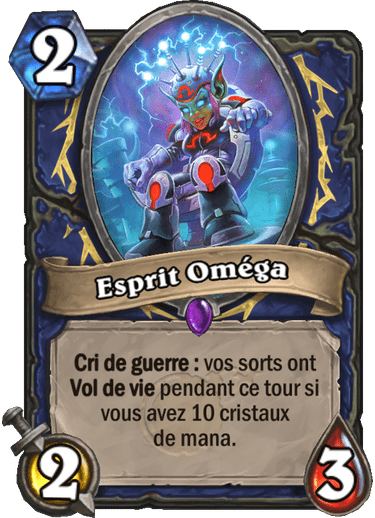 2
Esprit Oméga
Cri de guerre : vos sorts ont
Vol de vie pendant ce tour si
vous avez 10 cristaux
de mana.
2
3